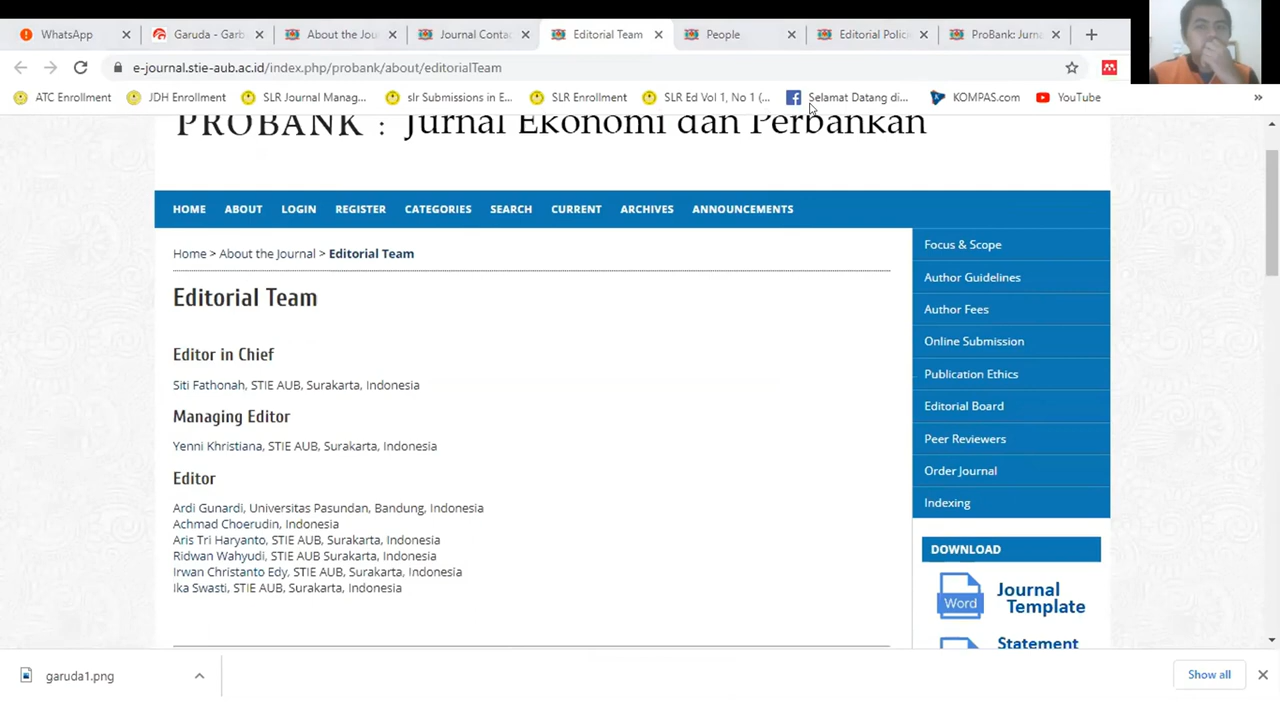 WhatsApp
Garuda - Garb
About the Jou
Journal Conta
Editorial Team
People
Editorial Polici
ProBank: Jurna
e-journal.stie-aub.ac.id/index.php/probank/about/editorialTeam
ATC Enrollment
JDH Enrollment
SLR Journal Manag...
slr Submissions in E...
SLR Enrollment
SLR Ed Vol 1, No 1 (...
Selamat Datang di...
KOMPAS.com
YouTube
»
PROBANK : Jurnal Ekonomi dan Perbankan
HOME ABOUT LOGIN REGISTER CATEGORIES SEARCH CURRENT ARCHIVES ANNOUNCEMENTS
Home > About the Journal > Editorial Team
Editorial Team
Editor in Chief
Siti Fathonah, STIE AUB, Surakarta, Indonesia
Managing Editor
Yenni Khristiana, STIE AUB, Surakarta, Indonesia
Editor
Ardi Gunardi, Universitas Pasundan, Bandung, Indonesia
Achmad Choerudin, Indonesia
Aris Tri Haryanto, STIE AUB, Surakarta, Indonesia
Ridwan Wahyudi, STIE AUB Surakarta, Indonesia
Irwan Christanto Edy, STIE AUB, Surakarta, Indonesia
Ika Swasti, STIE AUB, Surakarta, Indonesia
Focus & Scope
Author Guidelines
Author Fees
Online Submission
Publication Ethics
Editorial Board
Peer Reviewers
Order Journal
Indexing
DOWNLOAD
Word
Journal
Template
Statement
garuda1.png
Show all